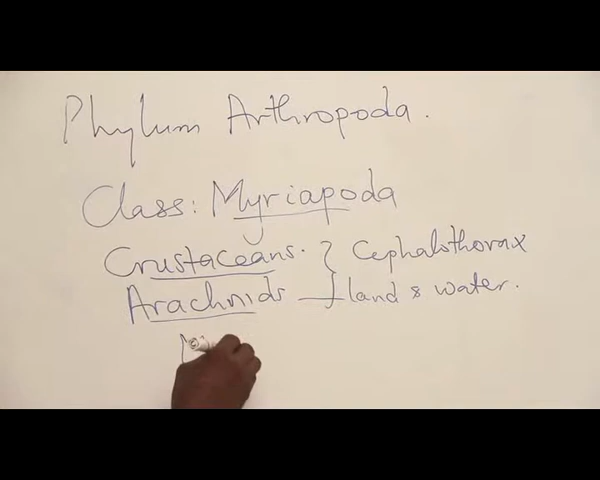 Phylum Arthropoda.
Class: Myriapoda
Crustaceans. } Cephalothorax
Arachnids land & water.